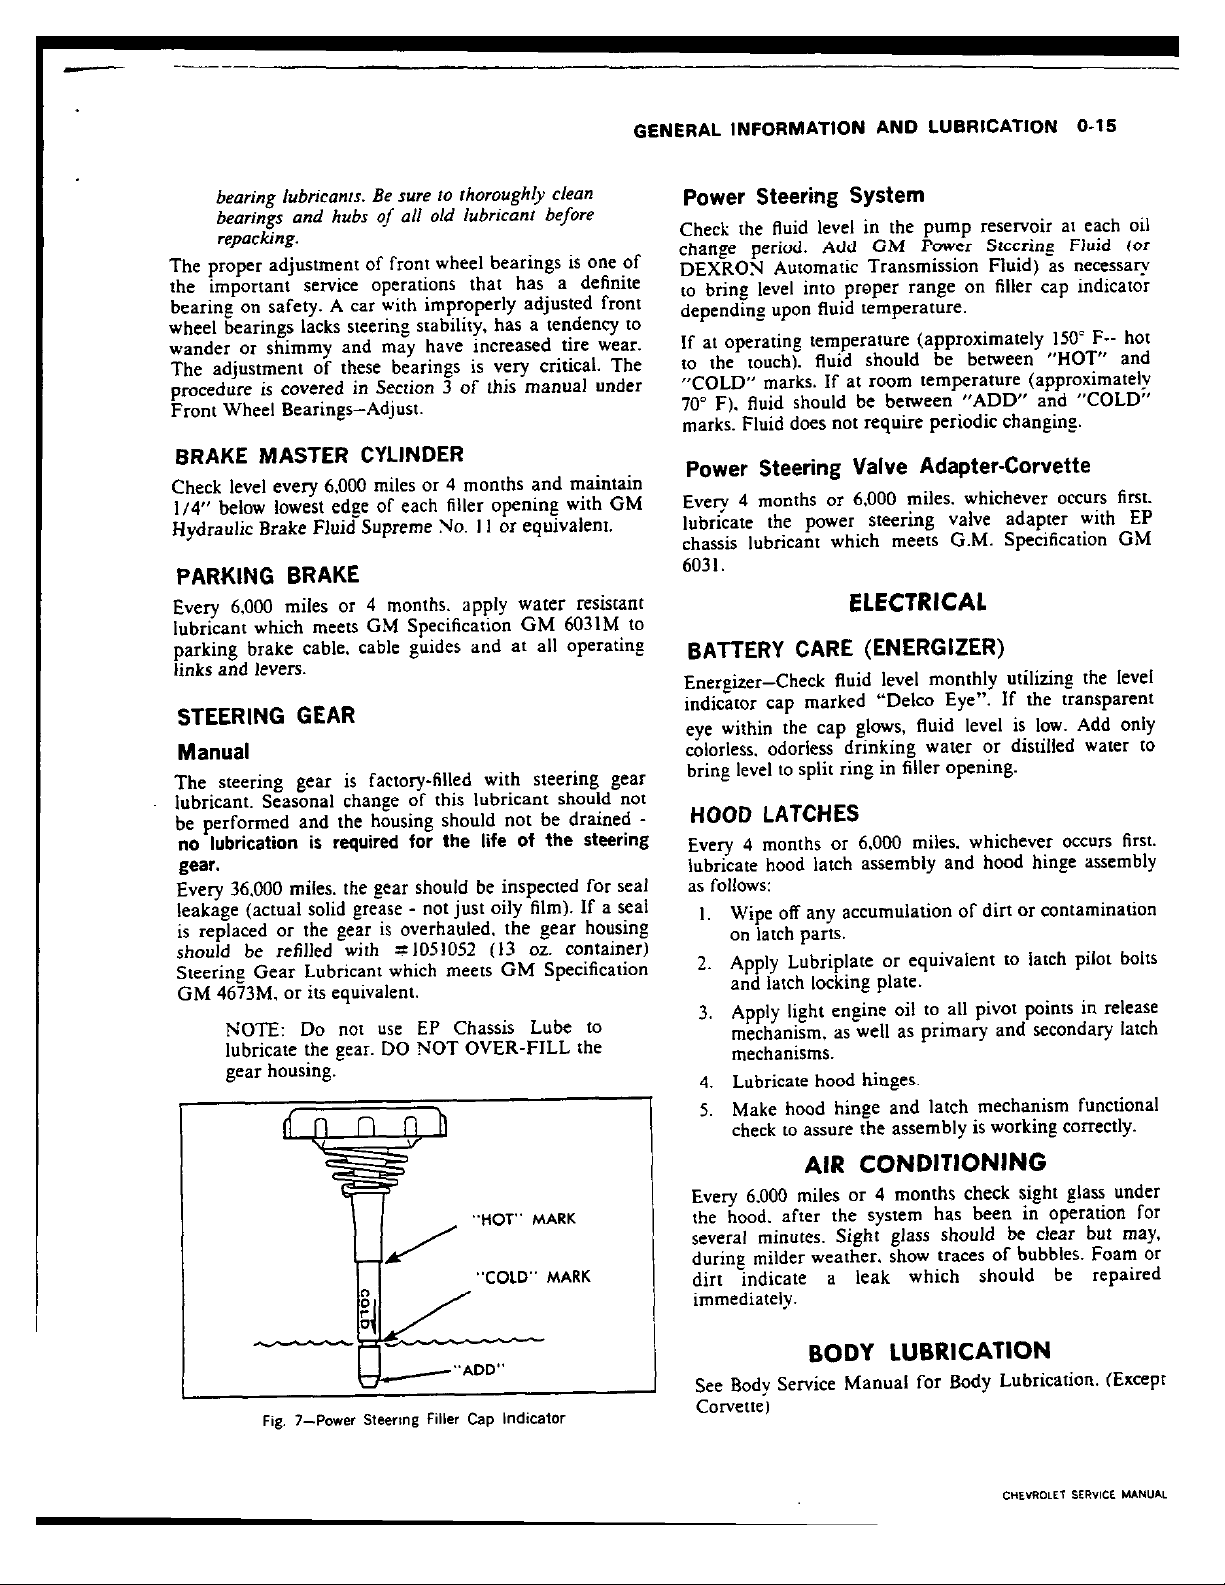 GENERAL INFORMATION AND LUBRICATION 0-15
bearing lubricants. Be sure to thoroughly clean
bearings and hubs of all old lubricant before
repacking.
The proper adjustment of front wheel bearings is one of
the important service operations that has a definite
bearing on safety. A car with improperly adjusted front
wheel bearings lacks steering stability, has a tendency to
wander or shimmy and may have increased tire wear.
The adjustment of these bearings is very critical. The
procedure is covered in Section 3 of this manual under
Front Wheel Bearings—Adjust.
BRAKE MASTER CYLINDER
Check level every 6,000 miles or 4 months and maintain
1/4" below lowest edge of each filler opening with GM
Hydraulic Brake Fluid Supreme No. 11 or equivalent.
PARKING BRAKE
Every 6,000 miles or 4 months, apply water resistant
lubricant which meets GM Specification GM 6031M to
parking brake cable, cable guides and at all operating
links and levers.
STEERING GEAR
Manual
The steering gear is factory-filled with steering gear
lubricant. Seasonal change of this lubricant should not
be performed and the housing should not be drained -
no lubrication is required for the life of the steering
gear.
Every 36,000 miles, the gear should be inspected for seal
leakage (actual solid grease - not just oily film). If a seal
is replaced or the gear is overhauled, the gear housing
should be refilled with #1051052 (13 oz. container)
Steering Gear Lubricant which meets GM Specification
GM 4673M, or its equivalent.
NOTE: Do not use EP Chassis Lube to
lubricate the gear. DO NOT OVER-FILL the
gear housing.
"HOT" MARK
"COLD" MARK
COLD
"ADD"
Fig. 7—Power Steering Filler Cap Indicator
Power Steering System
Check the fluid level in the pump reservoir at each oil
change period. Add GM Power Steering Fluid (or
DEXRON Automatic Transmission Fluid) as necessary
to bring level into proper range on filler cap indicator
depending upon fluid temperature.
If at operating temperature (approximately 150° F-- hot
to the touch), fluid should be between "HOT" and
"COLD" marks. If at room temperature (approximately
70° F), fluid should be between "ADD" and "COLD"
marks. Fluid does not require periodic changing.
Power Steering Valve Adapter-Corvette
Every 4 months or 6,000 miles, whichever occurs first,
lubricate the power steering valve adapter with EP
chassis lubricant which meets G.M. Specification GM
6031.
ELECTRICAL
BATTERY CARE (ENERGIZER)
Energizer—Check fluid level monthly utilizing the level
indicator cap marked "Delco Eye". If the transparent
eye within the cap glows, fluid level is low. Add only
colorless, odorless drinking water or distilled water to
bring level to split ring in filler opening.
HOOD LATCHES
Every 4 months or 6,000 miles, whichever occurs first,
lubricate hood latch assembly and hood hinge assembly
as follows:
1. Wipe off any accumulation of dirt or contamination
on latch parts.
2. Apply Lubriplate or equivalent to latch pilot bolts
and latch locking plate.
3. Apply light engine oil to all pivot points in release
mechanism, as well as primary and secondary latch
mechanisms.
4. Lubricate hood hinges.
5. Make hood hinge and latch mechanism functional
check to assure the assembly is working correctly.
AIR CONDITIONING
Every 6,000 miles or 4 months check sight glass under
the hood, after the system has been in operation for
several minutes. Sight glass should be clear but may,
during milder weather, show traces of bubbles. Foam or
dirt indicate a leak which should be repaired
immediately.
BODY LUBRICATION
See Body Service Manual for Body Lubrication. (Except
Corvette)
CHEVROLET SERVICE MANUAL